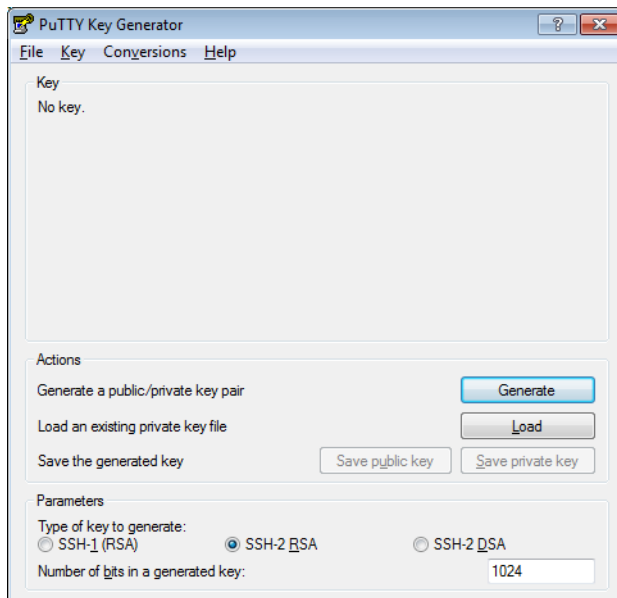 PuTTY Key Generator
?
File Key Conversions Help
Key
No key.
Actions
Generate a public/private key pair Generate
Load an existing private key file Load
Save the generated key Save public key Save private key
Parameters
Type of key to generate:
SSH-1 (RSA) SSH-2 RSA SSH-2 DSA
Number of bits in a generated key: 1024